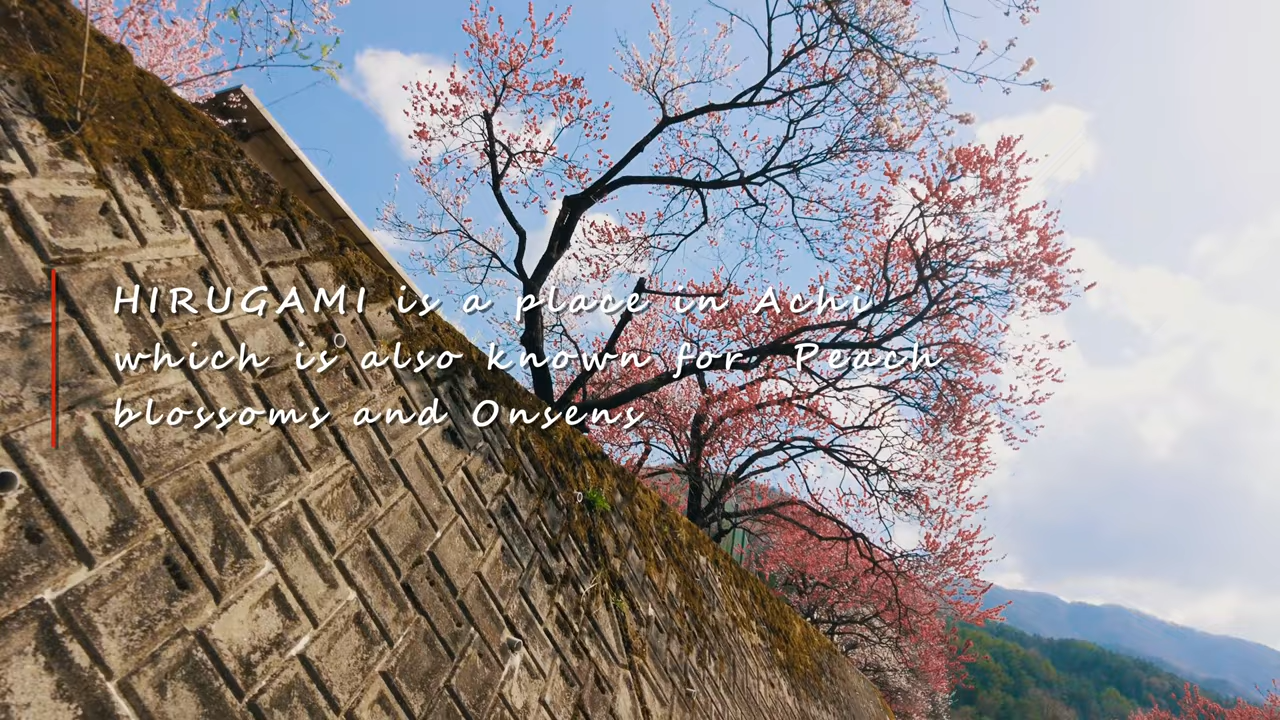 HIRUGAMI is a place in Achi
which is also known for Peach
blossoms and Onsens